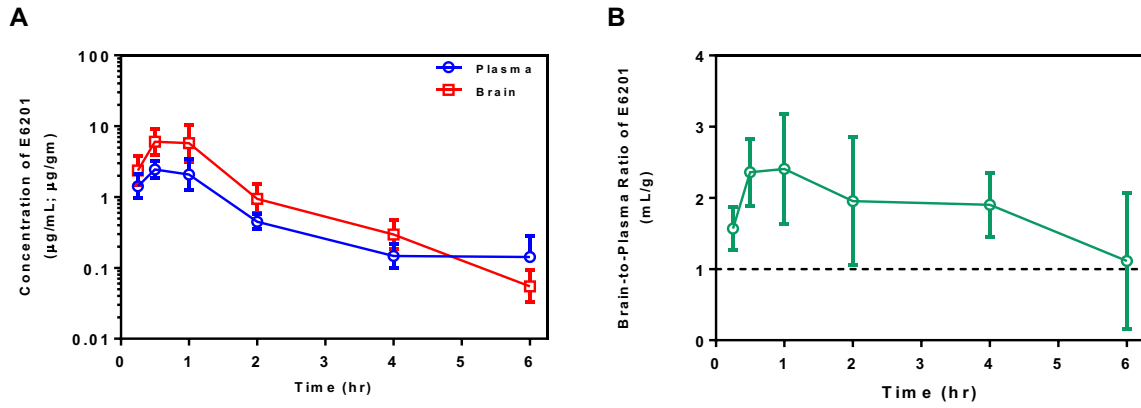 A
Concentration of E6201
(µg/mL; µg/gm)
100
10
1
0.1
0.01
Plasma
Brain
0 1 2 3 4 5 6
Time (hr)
B
Brain-to-Plasma Ratio of E6201
(mL/g)
4
3
2
1
0
0 1 2 3 4 5 6
Time (hr)